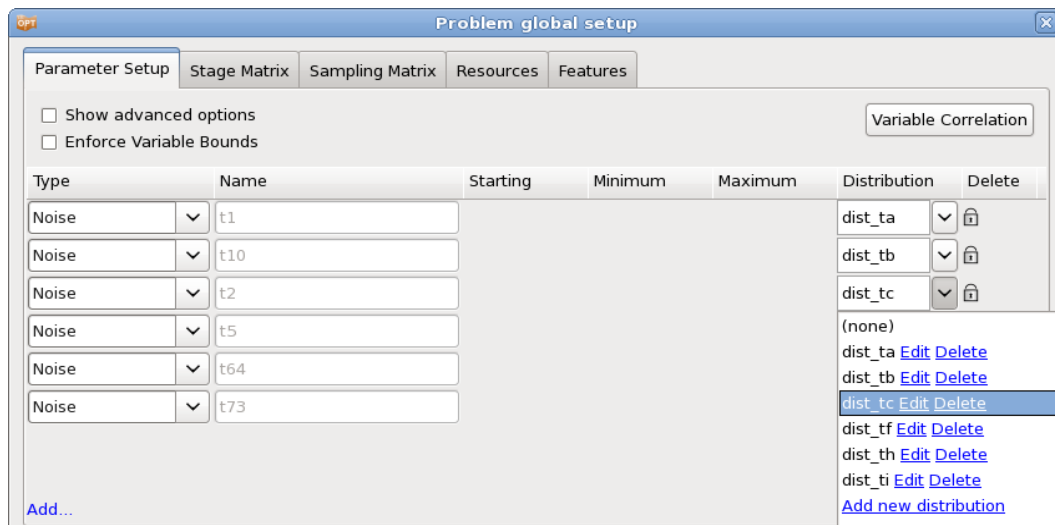 OPT Problem global setup
Parameter Setup Stage Matrix Sampling Matrix Resources Features
Show advanced options
Variable Correlation
Enforce Variable Bounds
Type Name Starting Minimum Maximum Distribution Delete
Noise t1 dist_ta
Noise t10 dist_tb
Noise t2 dist_tc
Noise t5 (none)
dist_ta Edit Delete
Noise t64 dist_tb Edit Delete
Noise t73 dist_tc Edit Delete
dist_tf Edit Delete
dist_th Edit Delete
dist_ti Edit Delete
Add... Add new distribution